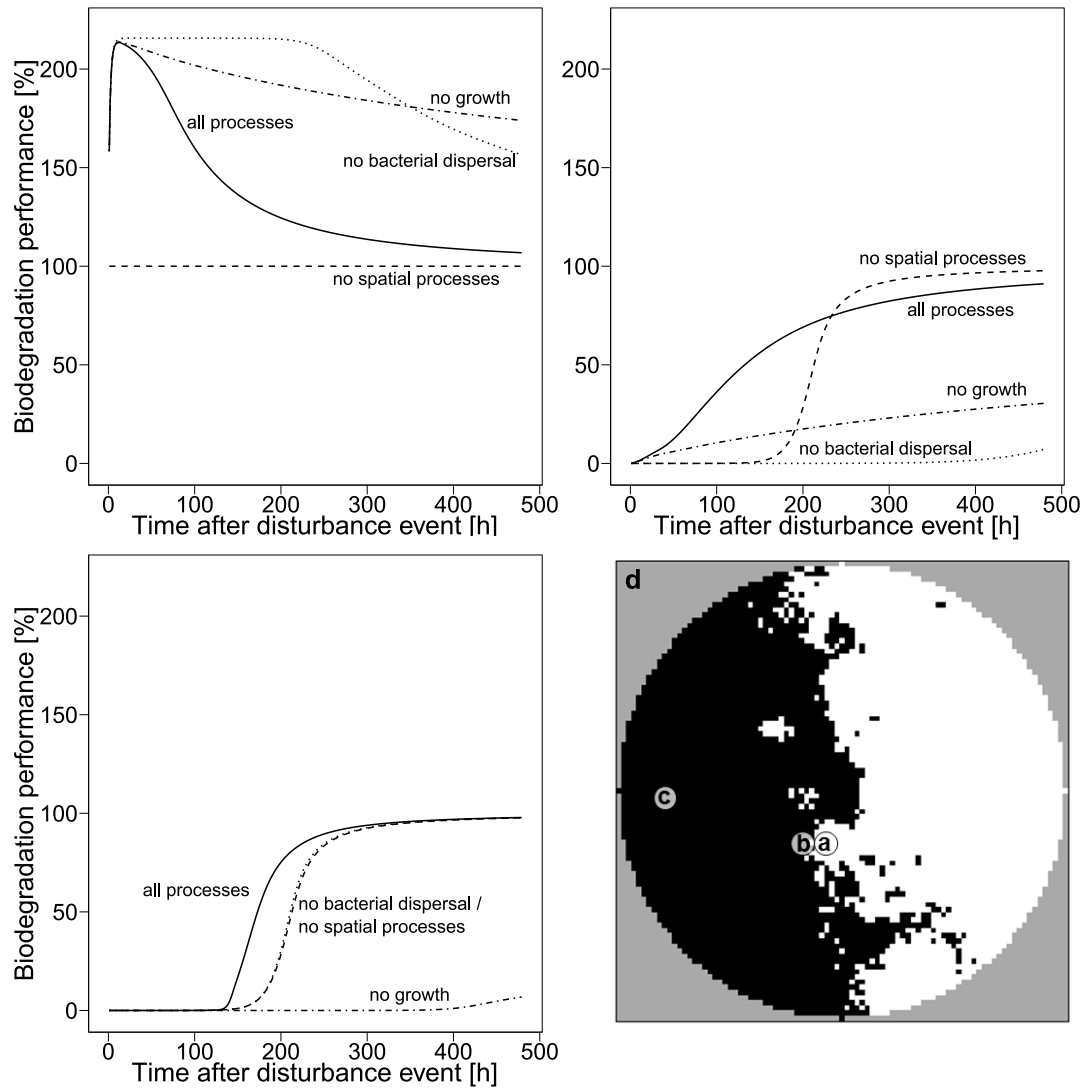 Biodegradation performance [%]
200
150
100
50
0
no growth
all processes
no bacterial dispersal
no spatial processes
0 100 200 300 400 500
Time after disturbance event [h]
200
150
100
50
0
no spatial processes
all processes
no growth
no bacterial dispersal
0 100 200 300 400 500
Time after disturbance event [h]
Biodegradation performance [%]
200
150
100
50
0
all processes
no bacterial dispersal /
no spatial processes
no growth
0 100 200 300 400 500
Time after disturbance event [h]
d
c
b a